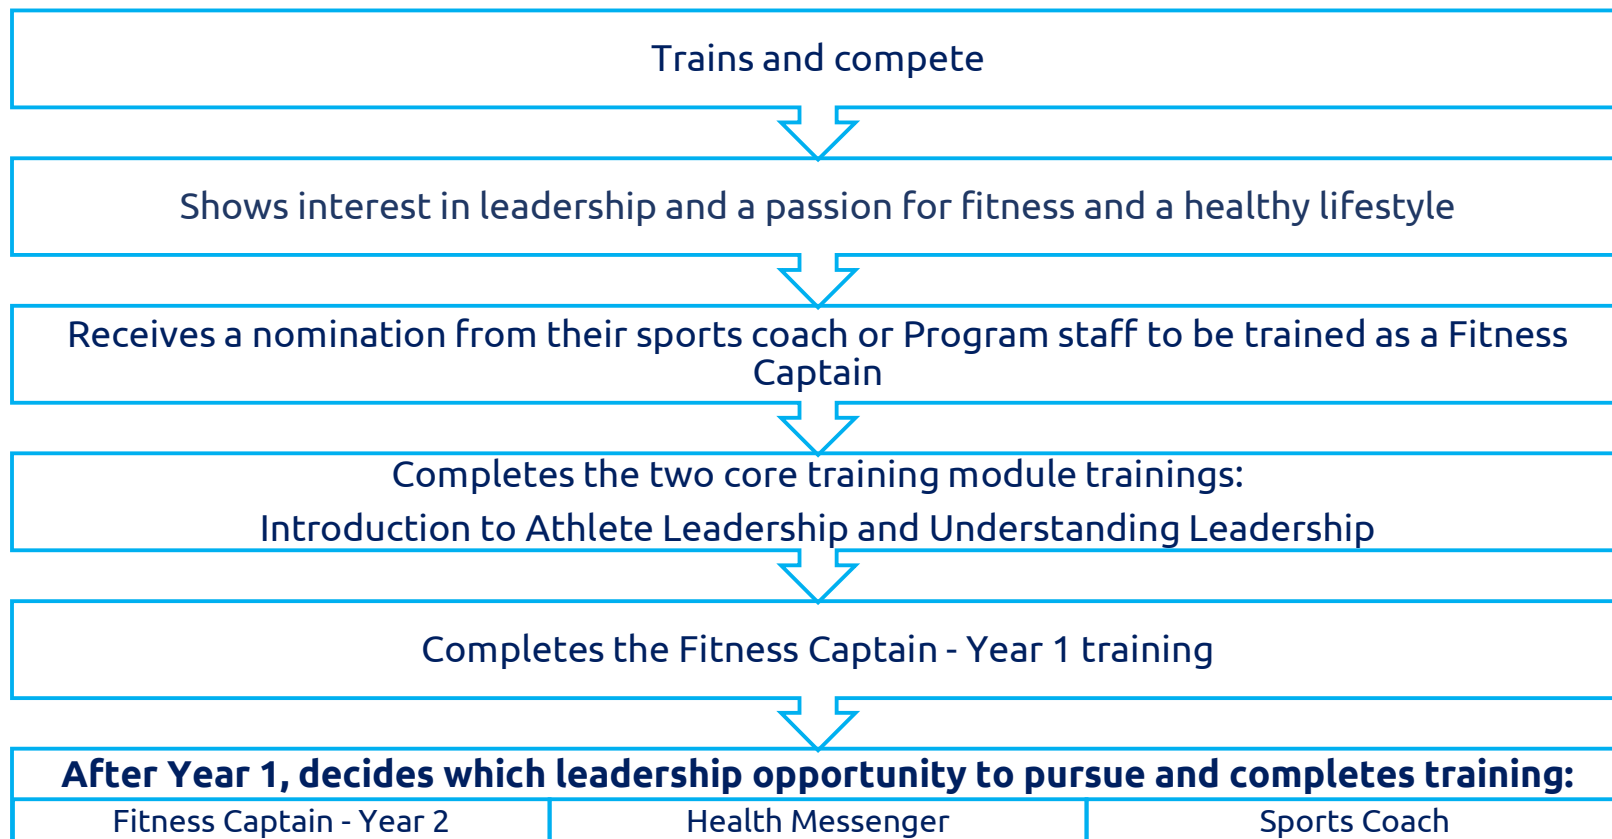 Trains and compete
Shows interest in leadership and a passion for fitness and a healthy lifestyle
Receives a nomination from their sports coach or Program staff to be trained as a Fitness
Captain
Completes the two core training module trainings:
Introduction to Athlete Leadership and Understanding Leadership
Completes the Fitness Captain - Year 1 training
After Year 1, decides which leadership opportunity to pursue and completes training:
Fitness Captain - Year 2
Health Messenger
Sports Coach